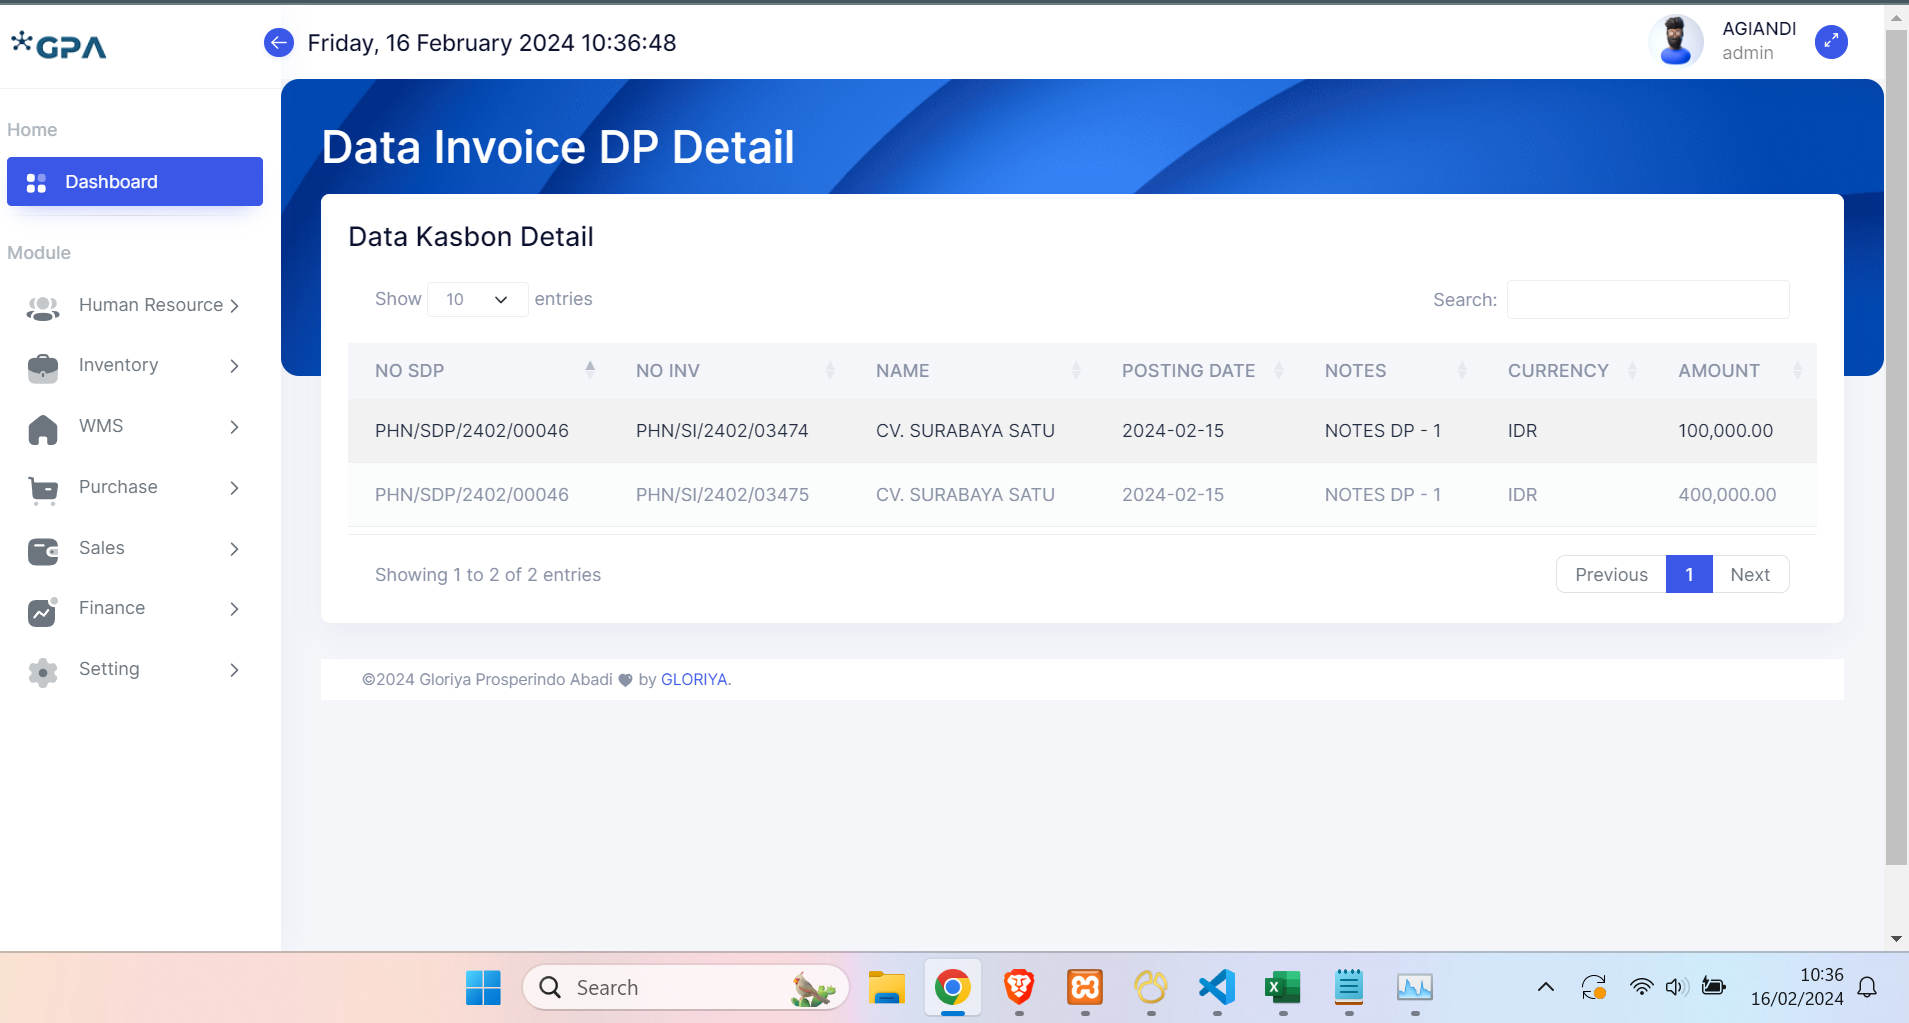 GPA
Friday, 16 February 2024 10:36:48
AGIANDI
admin
Home
Dashboard
Module
Human Resource
Inventory
WMS
Purchase
Sales
Finance
Setting
Data Invoice DP Detail
Data Kasbon Detail
Show 10 entries
Search:
NO SDP NO INV NAME POSTING DATE NOTES CURRENCY AMOUNT
PHN/SDP/2402/00046 PHN/SI/2402/03474 CV. SURABAYA SATU 2024-02-15 NOTES DP - 1 IDR 100,000.00
PHN/SDP/2402/00046 PHN/SI/2402/03475 CV. SURABAYA SATU 2024-02-15 NOTES DP - 1 IDR 400,000.00
Showing 1 to 2 of 2 entries
Previous 1 Next
©2024 Gloriya Prosperindo Abadi by GLORIYA.
Search
10:36
16/02/2024